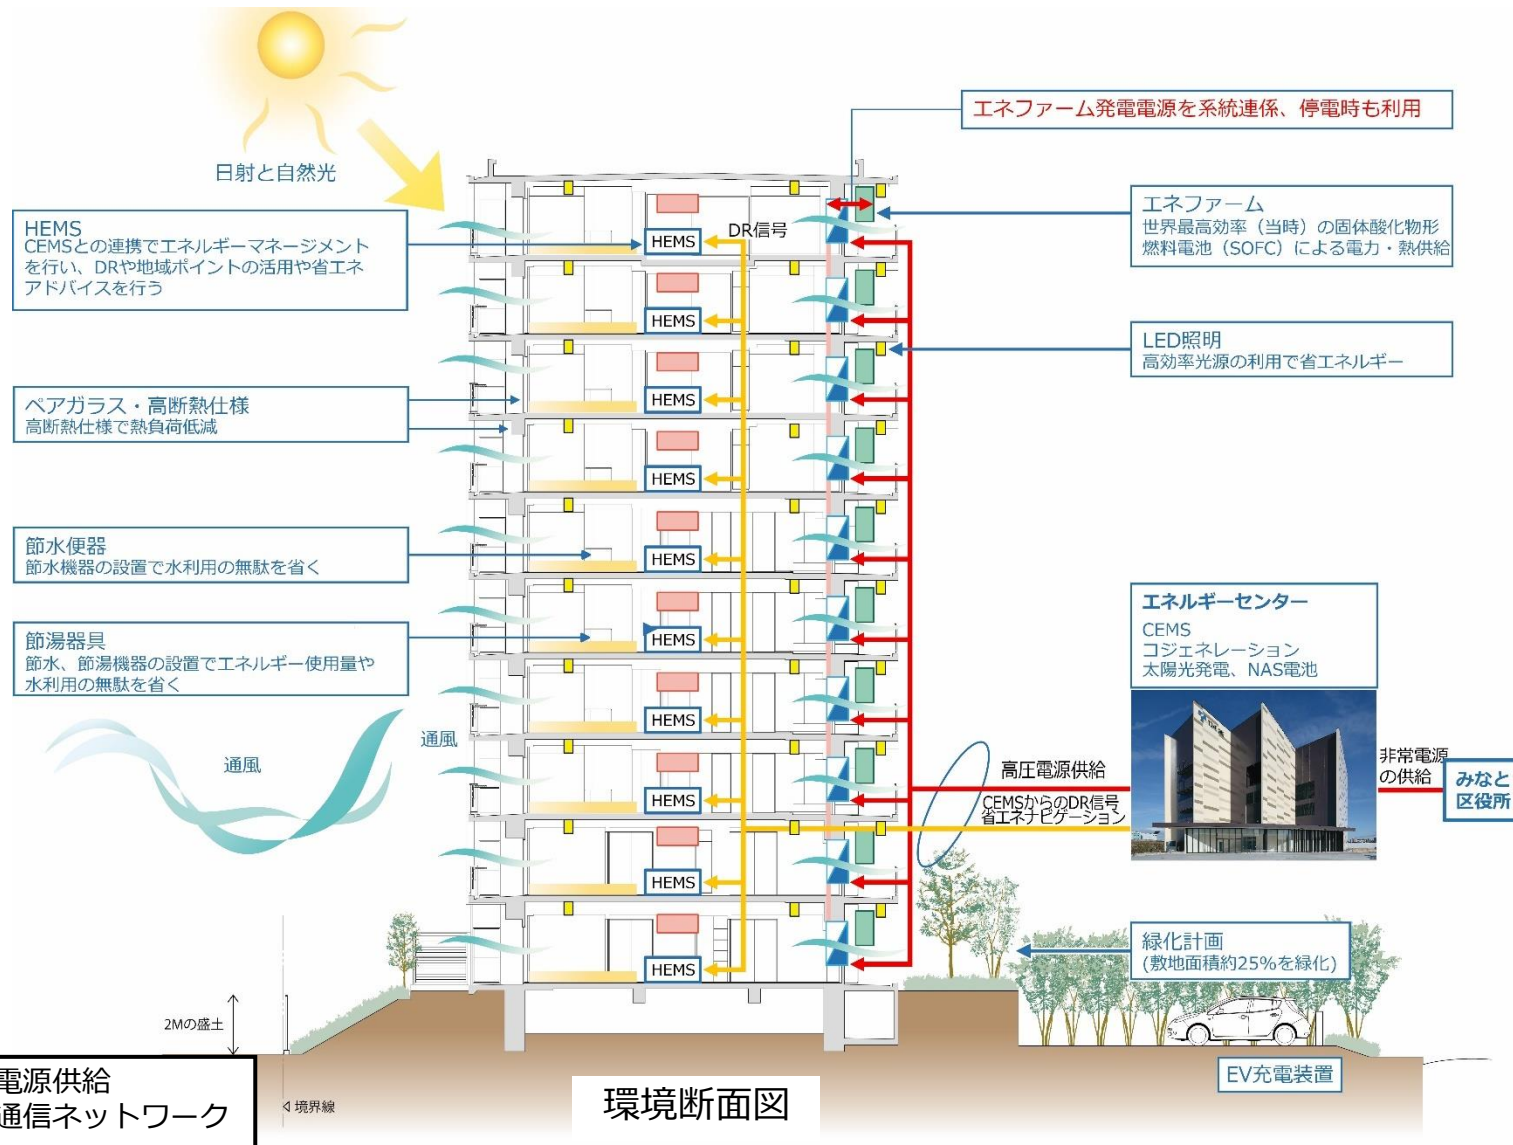 日射と自然光
エネファーム発電電源を系統連係、停電時も利用
HEMS
CEMSとの連携でエネルギーマネージメント
を行い、DRや地域ポイントの活用や省エネ
アドバイスを行う
DR信号
エネファーム
世界最高効率（当時）の固体酸化物形
燃料電池（SOFC）による電力・熱供給
HEMS
HEMS
LED照明
高効率光源の利用で省エネルギー
HEMS
ペアガラス・高断熱仕様
高断熱仕様で熱負荷低減
HEMS
節水便器
節水機器の設置で水利用の無駄を省く
HEMS
節湯器具
節水、節湯機器の設置でエネルギー使用量や
水利用の無駄を省く
HEMS
エネルギーセンター
CEMS
コジェネレーション
太陽光発電、NAS電池
HEMS
通風
通風
HEMS
高圧電源供給
CEMSからのDR信号
省エネナビゲーション
非常電源
の供給
みなと
区役所
HEMS
HEMS
緑化計画
(敷地面積約25%を緑化)
2Mの盛土
EV充電装置
電源供給
通信ネットワーク
境界線
環境断面図